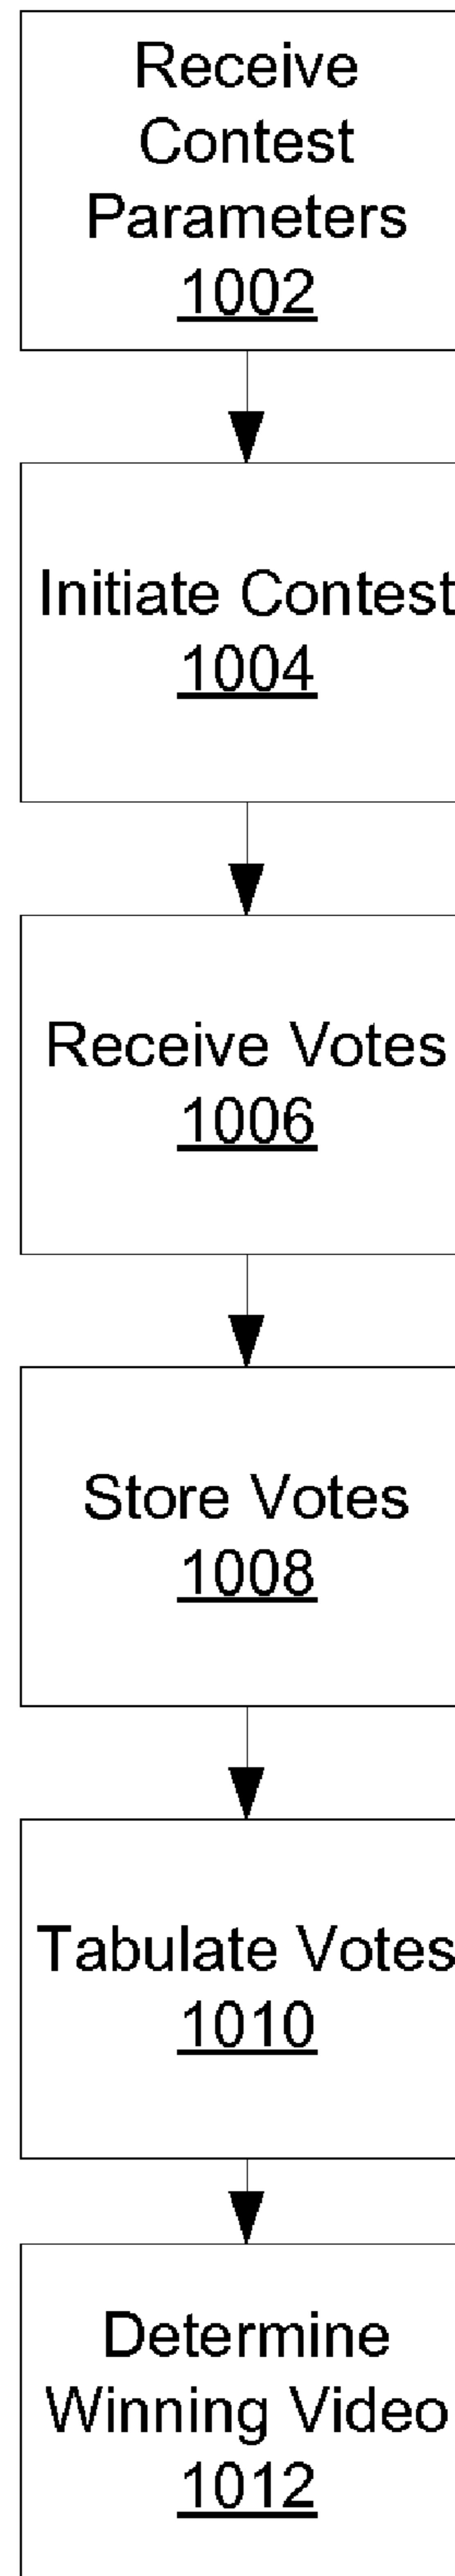 Receive
Contest
Parameters
1002
Initiate Contest
1004
Receive Votes
1006
Store Votes
1008
Tabulate Votes
1010
Determine
Winning Video
1012